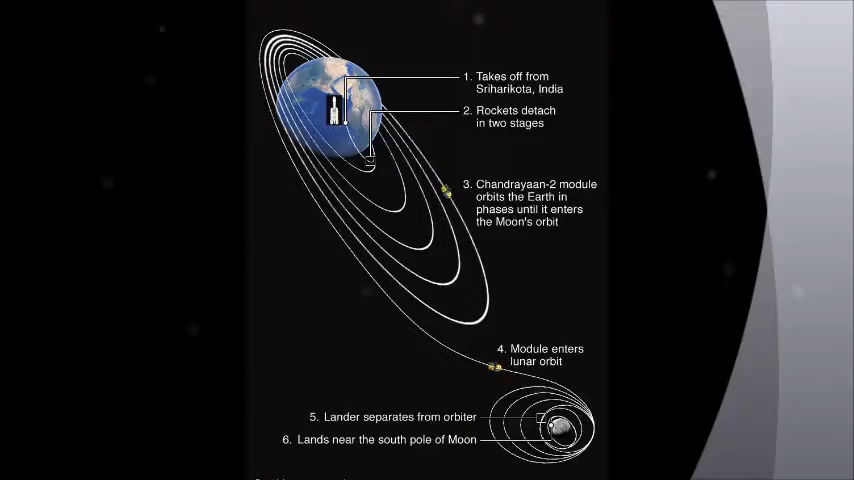 1. Takes off from
Sriharikota, India
2. Rockets detach
in two stages
3. Chandrayaan-2 module
orbits the Earth in
phases until it enters
the Moon's orbit
4. Module enters
lunar orbit
5. Lander separates from orbiter
6. Lands near the south pole of Moon